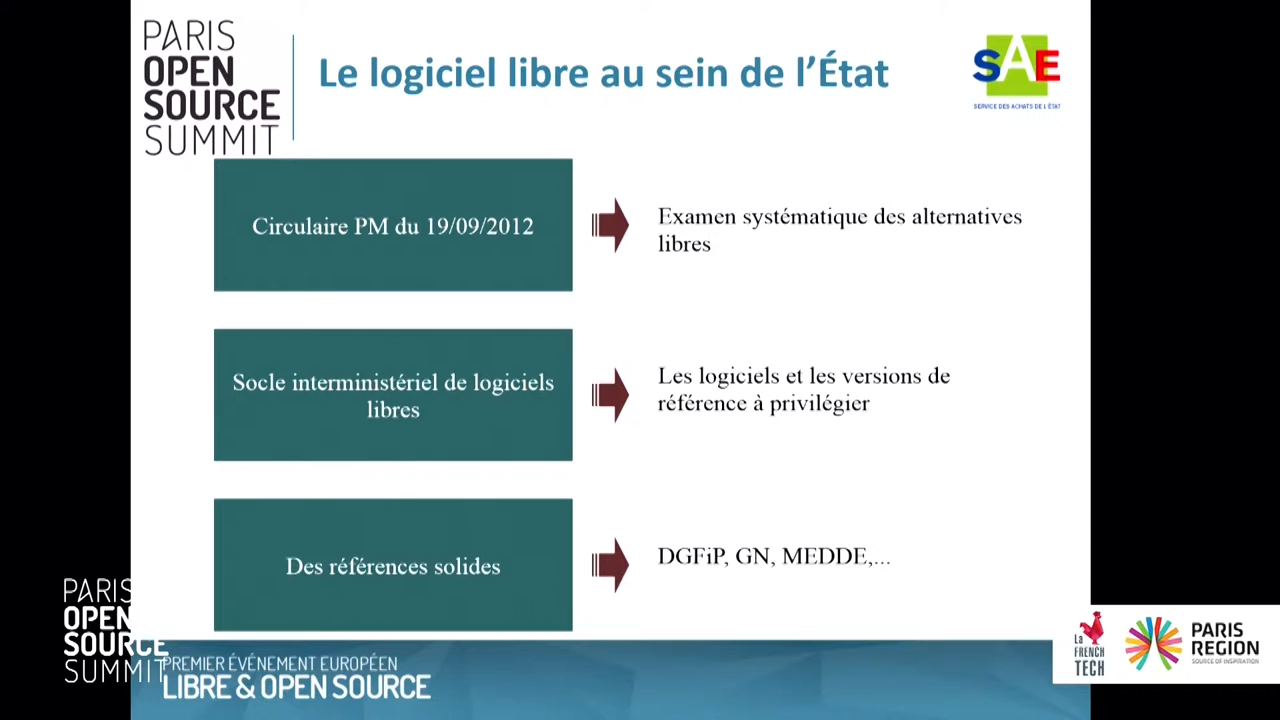 PARIS
OPEN
SOURCE
SUMMIT
Le logiciel libre au sein de l’État
SAE
SERVICE DES ACHATS DE L'ÉTAT
Circulaire PM du 19/09/2012
Examen systématique des alternatives
libres
Socle interministériel de logiciels
libres
Les logiciels et les versions de
référence à privilégier
Des références solides
DGFiP, GN, MEDDE,...
PARIS
OPEN
SOURCE
SUMMIT
PREMIER ÉVÉNEMENT EUROPÉEN
LIBRE & OPEN SOURCE
La
FRENCH
TECH
PARIS
REGION
SOURCE OF INSPIRATION